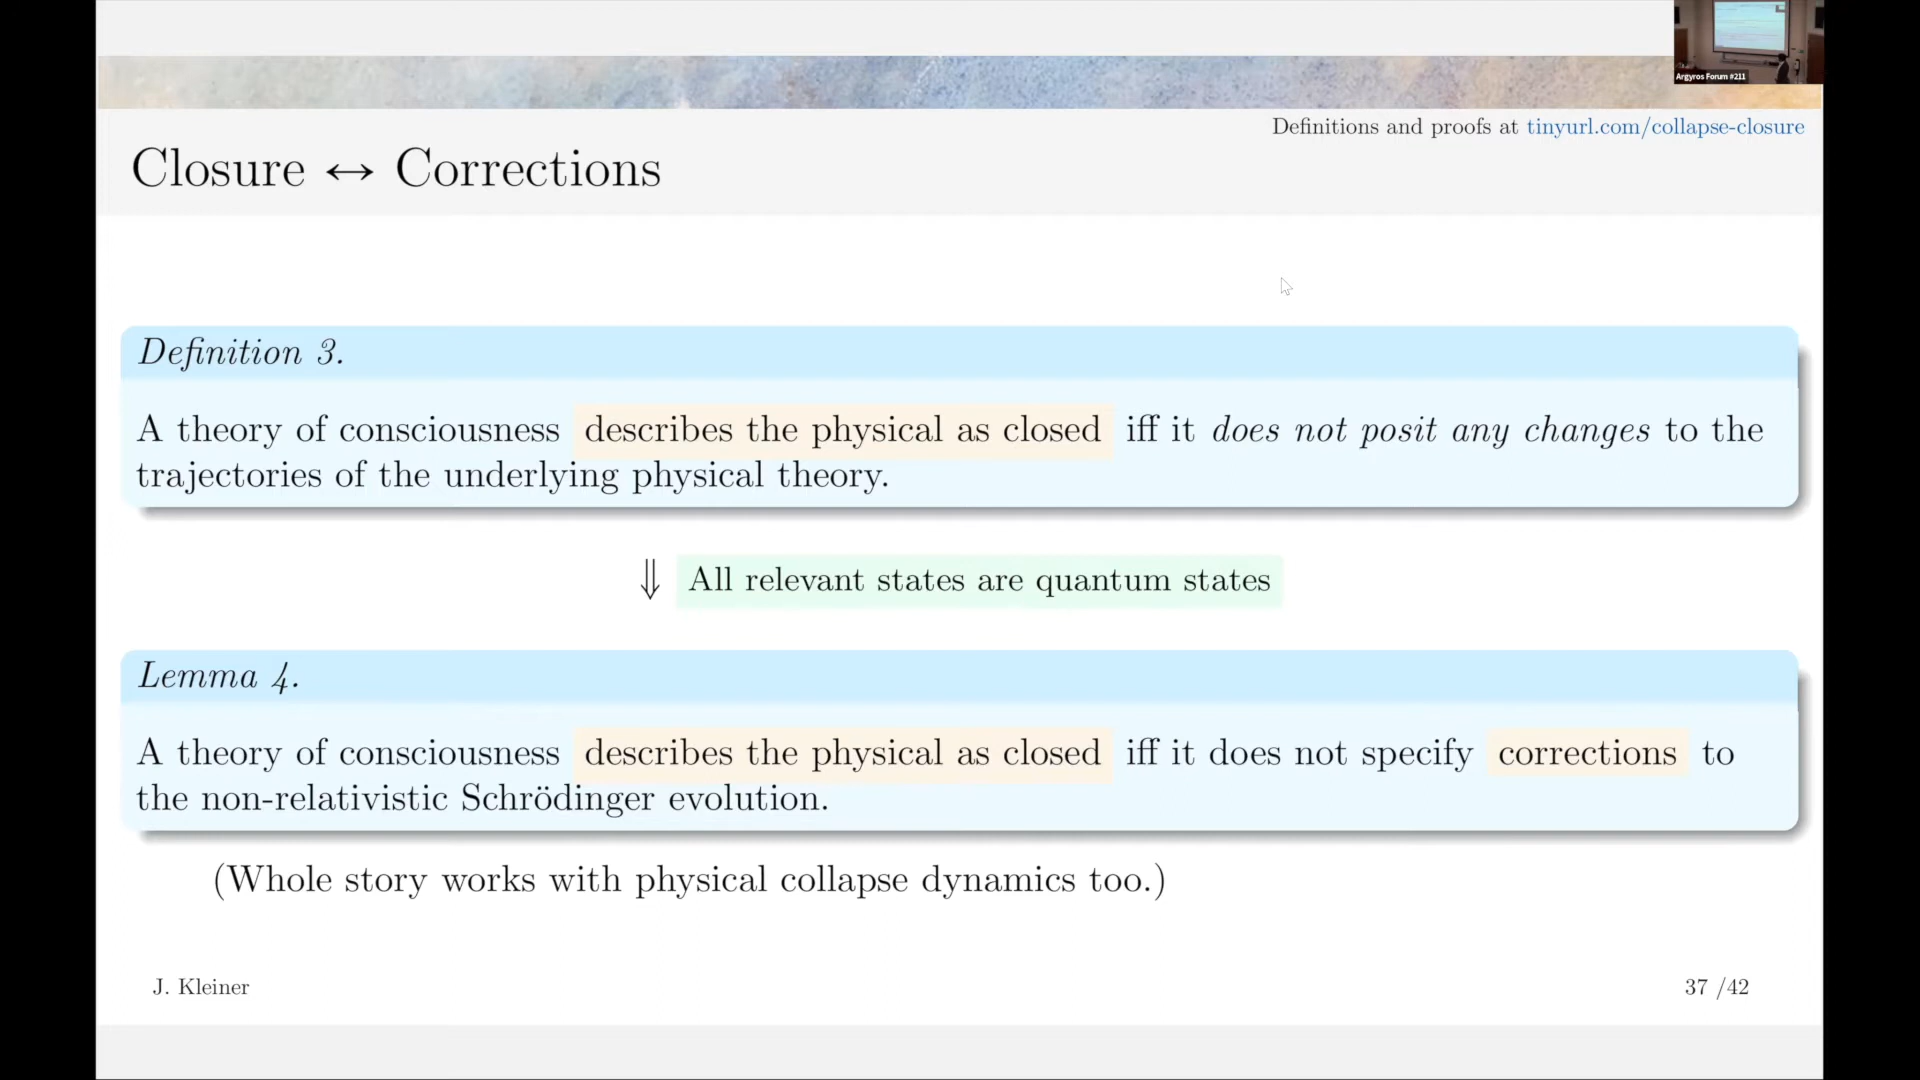 Argyros Forum #211
Definitions and proofs at tinyurl.com/collapse-closure
Closure ↔ Corrections
Definition 3.
A theory of consciousness describes the physical as closed iff it does not posit any changes to the
trajectories of the underlying physical theory.
⇓ All relevant states are quantum states
Lemma 4.
A theory of consciousness describes the physical as closed iff it does not specify corrections to
the non-relativistic Schrödinger evolution.
(Whole story works with physical collapse dynamics too.)
J. Kleiner
37 /42